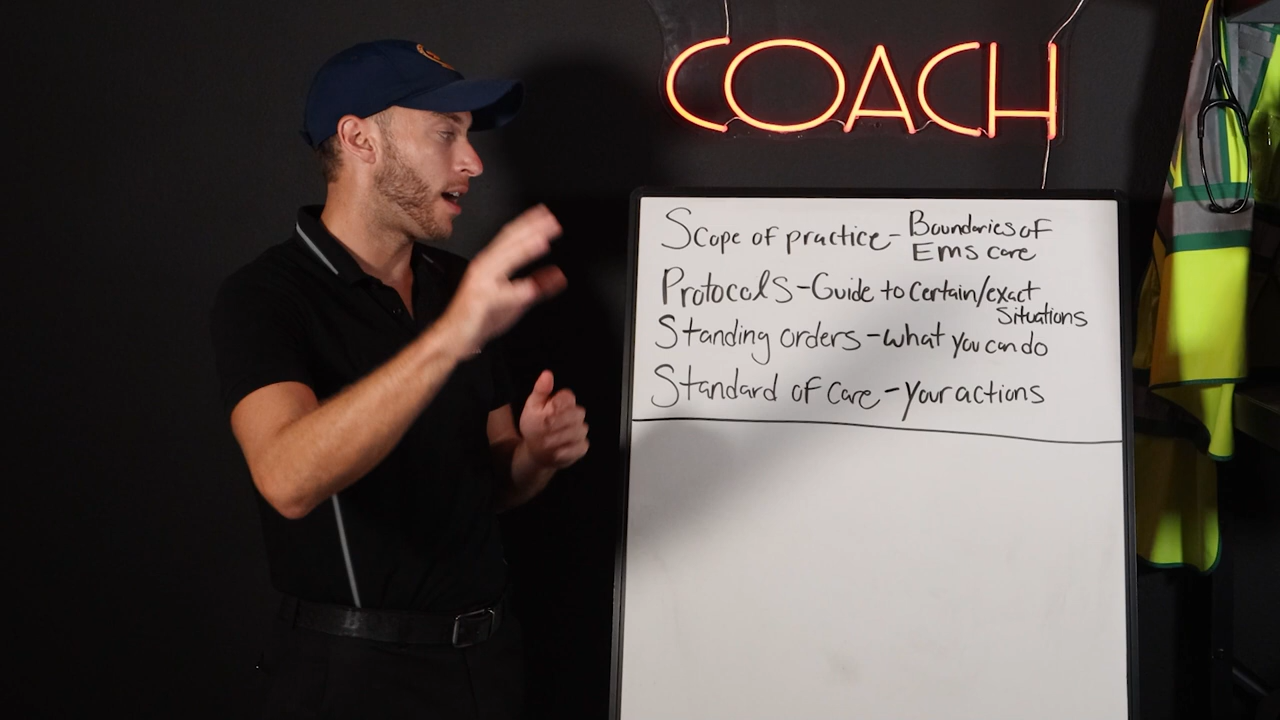 COACH
Scope of practice - Boundaries of
Ems care
Protocols - Guide to Certain/exact
Situations
Standing orders - what you can do
Standard of Care - your actions